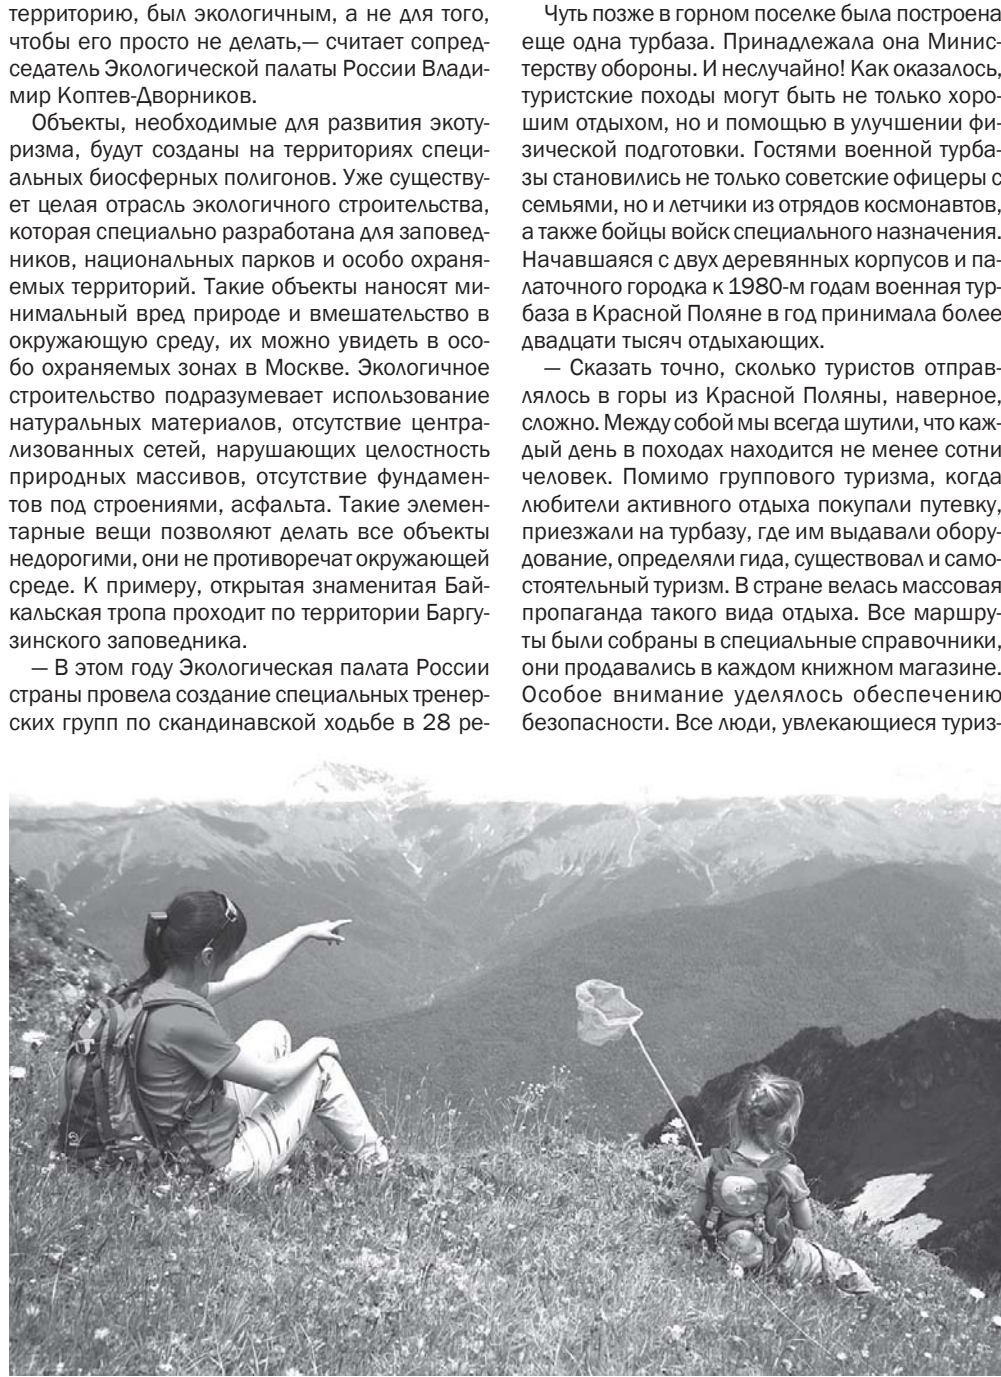 территорию, был экологичным, а не для того,
чтобы его просто не делать,— считает сопред-
седатель Экологической палаты России Влади-
мир Коптев-Дворников.
Объекты, необходимые для развития экоту-
ризма, будут созданы на территориях специ-
альных биосферных полигонов. Уже существу-
ет целая отрасль экологичного строительства,
которая специально разработана для заповед-
ников, национальных парков и особо охраня-
емых территорий. Такие объекты наносят ми-
нимальный вред природе и вмешательство в
окружающую среду, их можно увидеть в осо-
бо охраняемых зонах в Москве. Экологичное
строительство подразумевает использование
натуральных материалов, отсутствие центра-
лизованных сетей, нарушающих целостность
природных массивов, отсутствие фундамен-
тов под строениями, асфальта. Такие элемен-
тарные вещи позволяют делать все объекты
недорогими, они не противоречат окружающей
среде. К примеру, открытая знаменитая Бай-
кальская тропа проходит по территории Баргу-
зинского заповедника.
— В этом году Экологическая палата России
страны провела создание специальных тренер-
ских групп по скандинавской ходьбе в 28 ре-
Чуть позже в горном поселке была построена
еще одна турбаза. Принадлежала она Минис-
терству обороны. И неслучайно! Как оказалось,
туристские походы могут быть не только хоро-
шим отдыхом, но и помощью в улучшении фи-
зической подготовки. Гостями военной турба-
зы становились не только советские офицеры с
семьями, но и летчики из отрядов космонавтов,
а также бойцы войск специального назначения.
Начавшаяся с двух деревянных корпусов и па-
латочного городка к 1980-м годам военная тур-
база в Красной Поляне в год принимала более
двадцати тысяч отдыхающих.
— Сказать точно, сколько туристов отправ-
лялось в горы из Красной Поляны, наверное,
сложно. Между собой мы всегда шутили, что каж-
дый день в походах находится не менее сотни
человек. Помимо группового туризма, когда
любители активного отдыха покупали путевку,
приезжали на турбазу, где им выдавали обору-
дование, определяли гида, существовал и само-
стоятельный туризм. В стране велась массовая
пропаганда такого вида отдыха. Все маршру-
ты были собраны в специальные справочники,
они продавались в каждом книжном магазине.
Особое внимание уделялось обеспечению
безопасности. Все люди, увлекающиеся туриз-